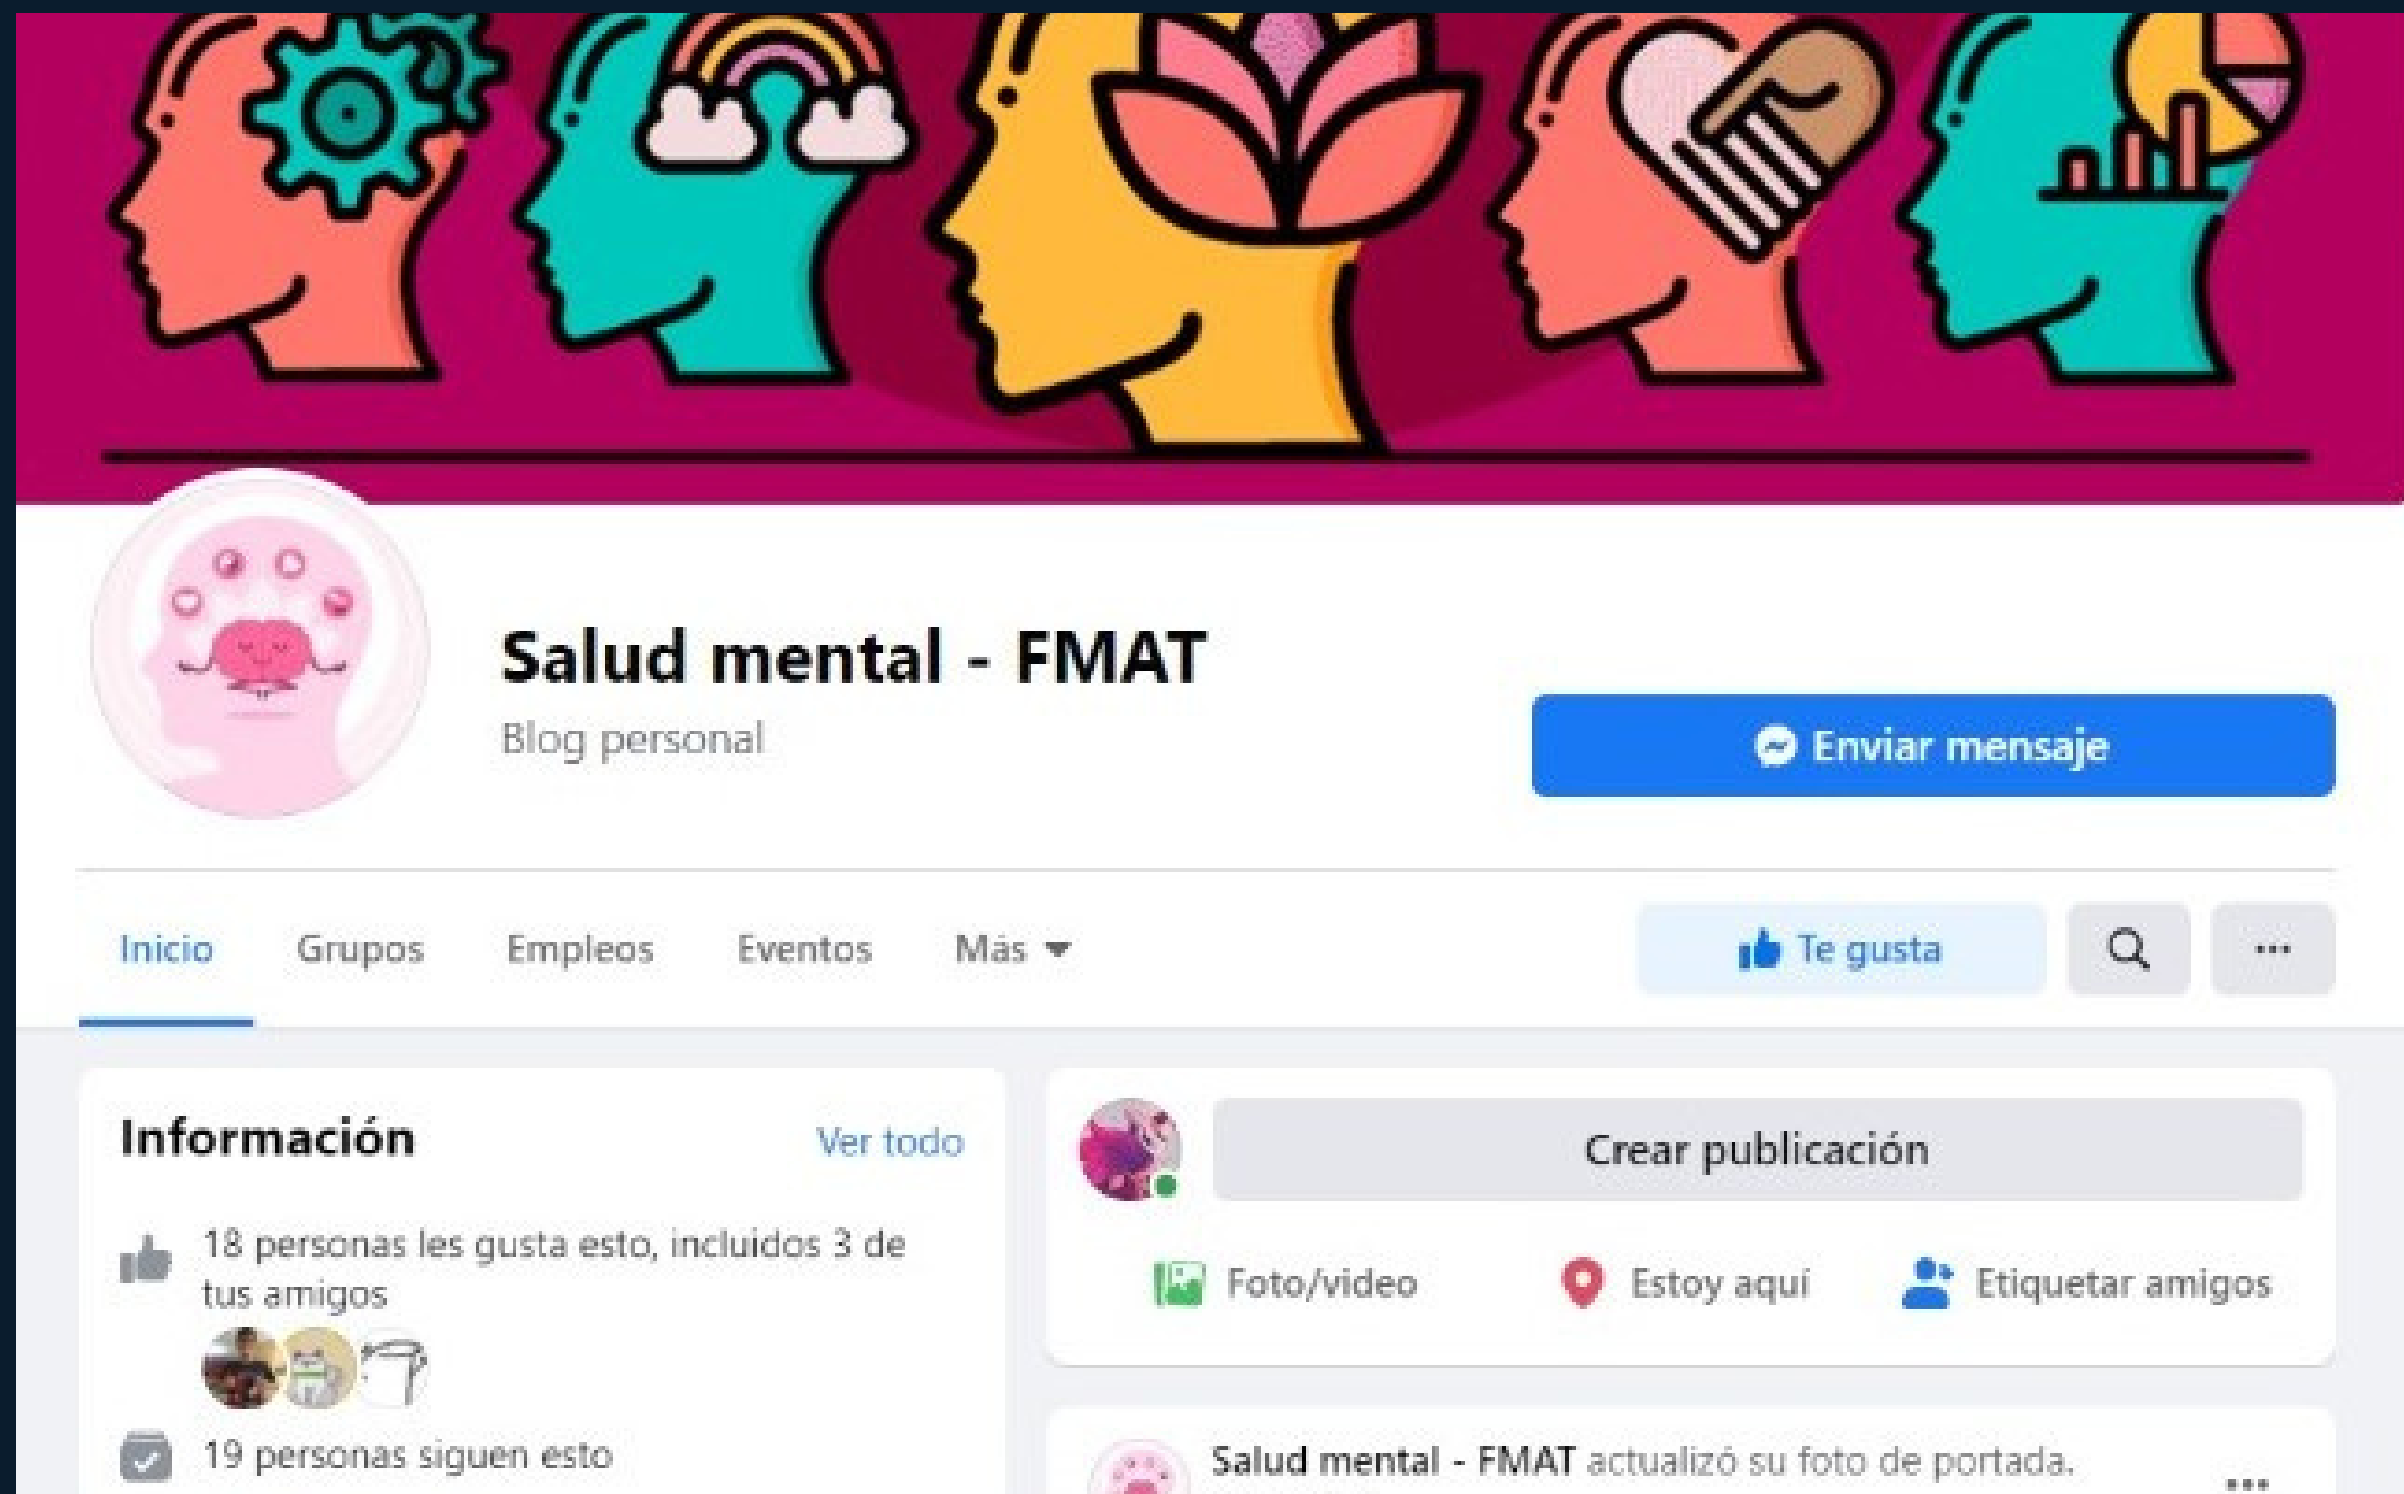 Salud mental - FMAT
Blog personal
Enviar mensaje
Inicio
Grupos
Empleos
Eventos
Más
Te gusta
Información
Ver todo
18 personas les gusta esto, incluidos 3 de
tus amigos
19 personas siguen esto
Crear publicación
Foto/video
Estoy aquí
Etiquetar amigos
Salud mental - FMAT actualizó su foto de portada.